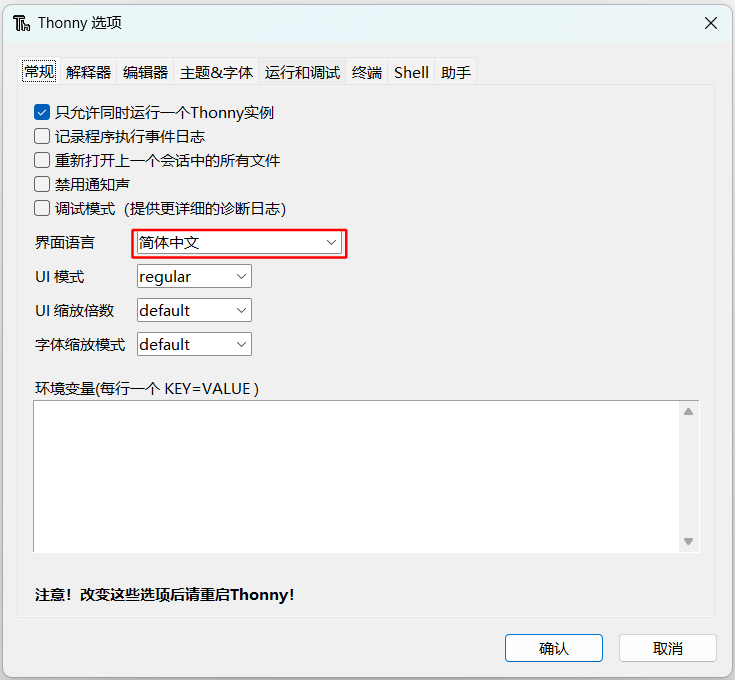 Thonny 选项
常规 解释器 编辑器 主题&字体 运行和调试 终端 Shell 助手
只允许同时运行一个Thonny实例
记录程序执行事件日志
重新打开上一个会话中的所有文件
禁用通知声
调试模式（提供更详细的诊断日志）
界面语言 简体中文
UI 模式 regular
UI 缩放倍数 default
字体缩放模式 default
环境变量(每行一个 KEY=VALUE )
注意！改变这些选项后请重启Thonny！
确认 取消